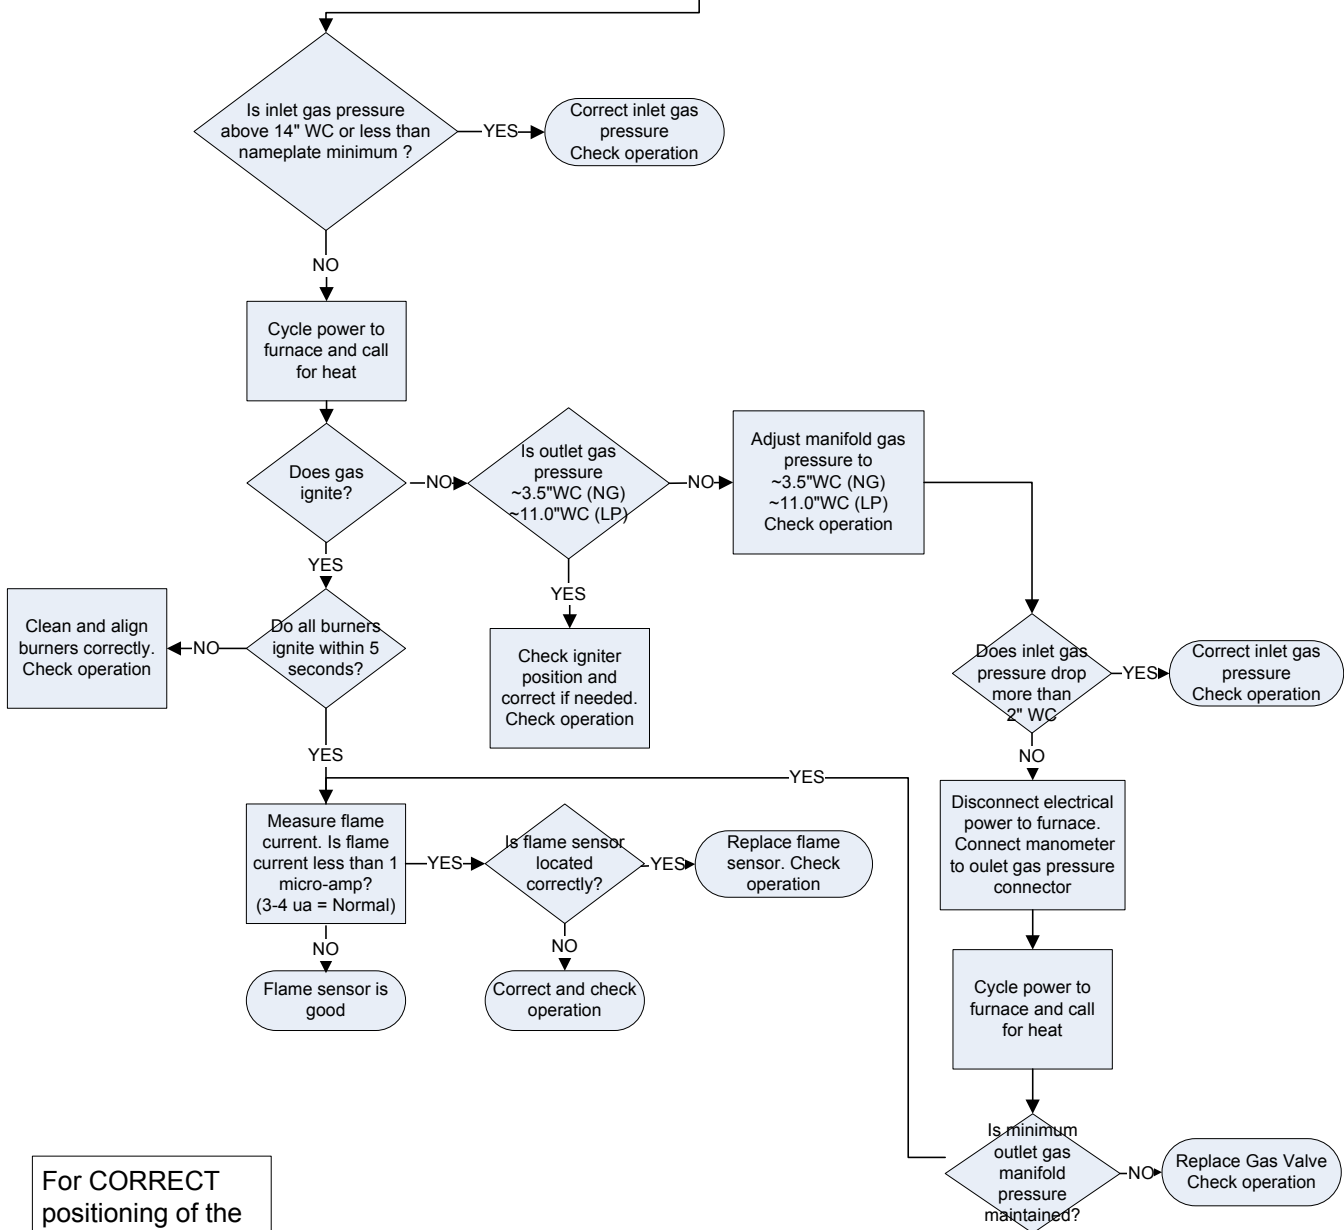 Is inlet gas pressure
above 14" WC or less than
nameplate minimum ?
YES
Correct inlet gas
pressure
Check operation
NO
Cycle power to
furnace and call
for heat
Does gas
ignite?
NO
Is outlet gas
pressure
~3.5"WC (NG)
~11.0"WC (LP)
NO
Adjust manifold gas
pressure to
~3.5"WC (NG)
~11.0"WC (LP)
Check operation
YES
YES
Clean and align
burners correctly.
Check operation
NO
Do all burners
ignite within 5
seconds?
Check igniter
position and
correct if needed.
Check operation
Does inlet gas
pressure drop
more than
2" WC
YES
Correct inlet gas
pressure
Check operation
YES
NO
YES
Measure flame
current. Is flame
current less than 1
micro-amp?
(3-4 ua = Normal)
YES
Is flame sensor
located
correctly?
YES
Replace flame
sensor. Check
operation
Disconnect electrical
power to furnace.
Connect manometer
to oulet gas pressure
connector
NO
NO
Flame sensor is
good
Correct and check
operation
Cycle power to
furnace and call
for heat
Is minimum
outlet gas
manifold
pressure
maintained?
NO
Replace Gas Valve
Check operation
For CORRECT
positioning of the